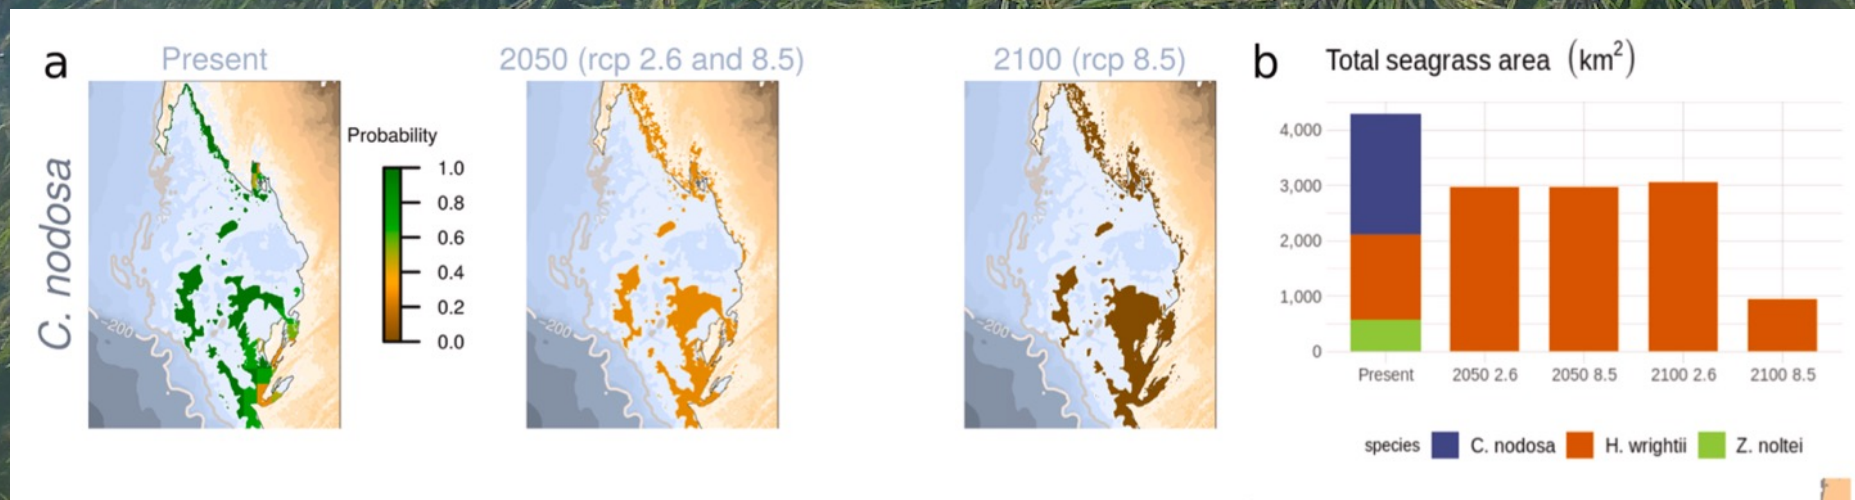 a
Present
2050 (rcp 2.6 and 8.5)
2100 (rcp 8.5)
C. nodosa
Probability
1.0
0.8
0.6
0.4
0.2
0.0
-200
-200
-200
b
Total seagrass area (km²)
4,000
3,000
2,000
1,000
0
Present
2050 2.6
2050 8.5
2100 2.6
2100 8.5
species C. nodosa H. wrightii Z. noltei